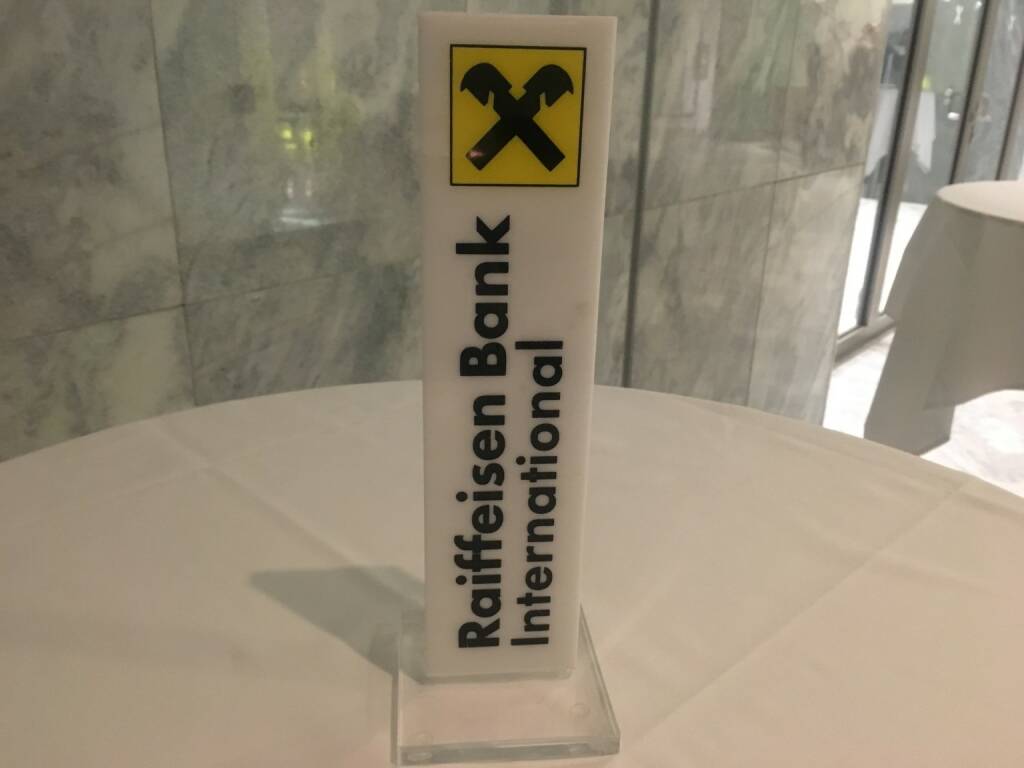 Raiffeisen Bank
International